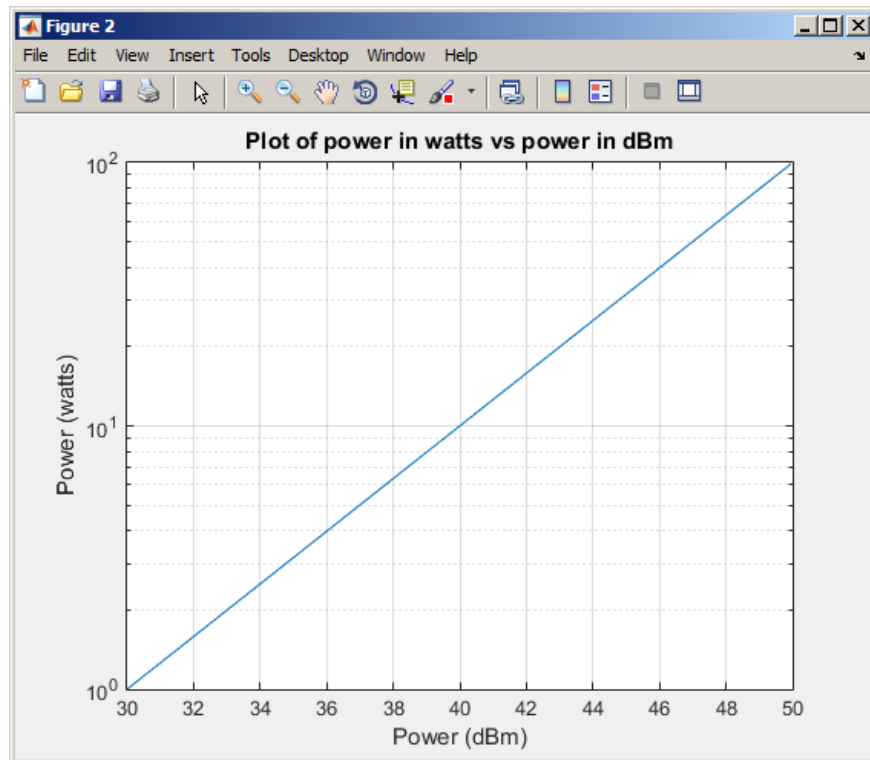 Figure 2
File Edit View Insert Tools Desktop Window Help
Plot of power in watts vs power in dBm
10^2
10^1
10^0
Power (watts)
30 32 34 36 38 40 42 44 46 48 50
Power (dBm)